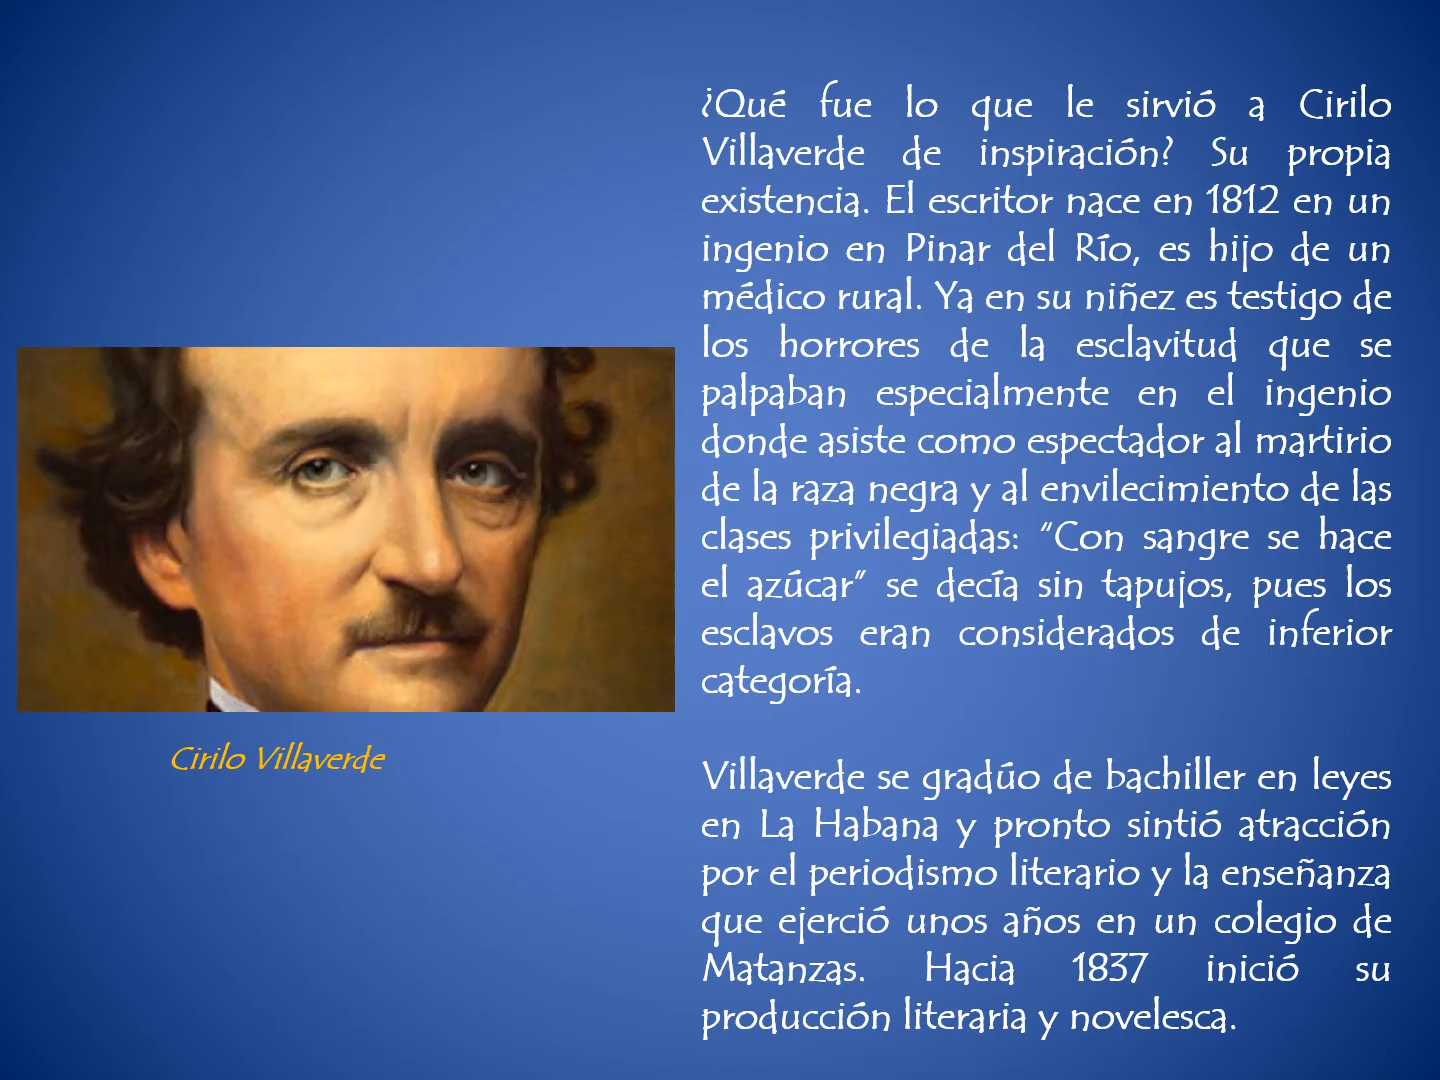 ¿Qué fue lo que le sirvió a Cirilo
Villaverde de inspiración? Su propia
existencia. El escritor nace en 1812 en un
ingenio en Pinar del Río, es hijo de un
médico rural. Ya en su niñez es testigo de
los horrores de la esclavitud que se
palpaban especialmente en el ingenio
donde asiste como espectador al martirio
de la raza negra y al envilecimiento de las
clases privilegiadas: “Con sangre se hace
el azúcar” se decía sin tapujos, pues los
esclavos eran considerados de inferior
categoría.
Villaverde se gradúo de bachiller en leyes
en La Habana y pronto sintió atracción
por el periodismo literario y la enseñanza
que ejerció unos años en un colegio de
Matanzas. Hacia 1837 inició su
producción literaria y novelesca.
Cirilo Villaverde